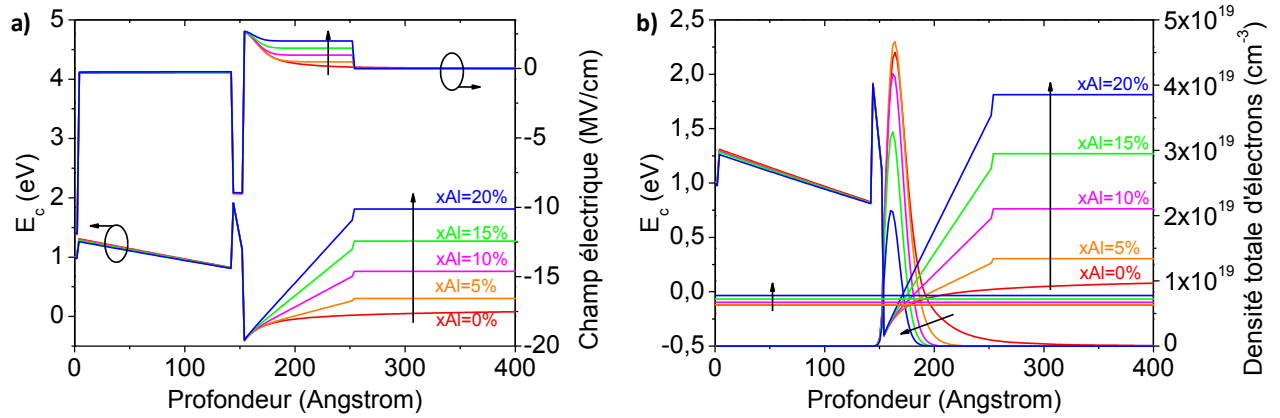 a)
5
4
3
2
1
0
E_c (eV)
0
-5
-10
-15
-20
Champ électrique (MV/cm)
xAl=20%
xAl=15%
xAl=10%
xAl=5%
xAl=0%
0 100 200 300 400
Profondeur (Angstrom)
b)
2,5
2,0
1,5
1,0
0,5
0,0
-0,5
E_c (eV)
5x10^19
4x10^19
3x10^19
2x10^19
1x10^19
0
Densité totale d'électrons (cm^-3)
xAl=20%
xAl=15%
xAl=10%
xAl=5%
xAl=0%
0 100 200 300 400
Profondeur (Angstrom)